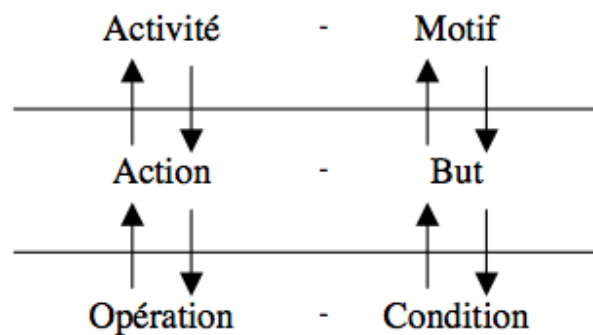 Activité - Motif
Action - But
Opération - Condition